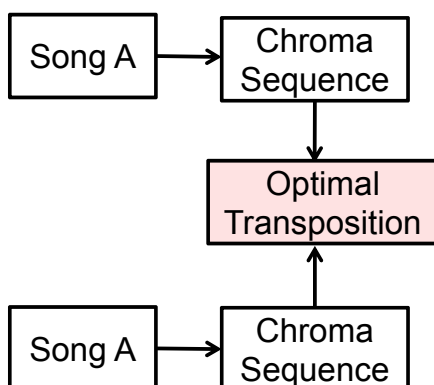 Song A
Chroma
Sequence
Optimal
Transposition
Song A
Chroma
Sequence